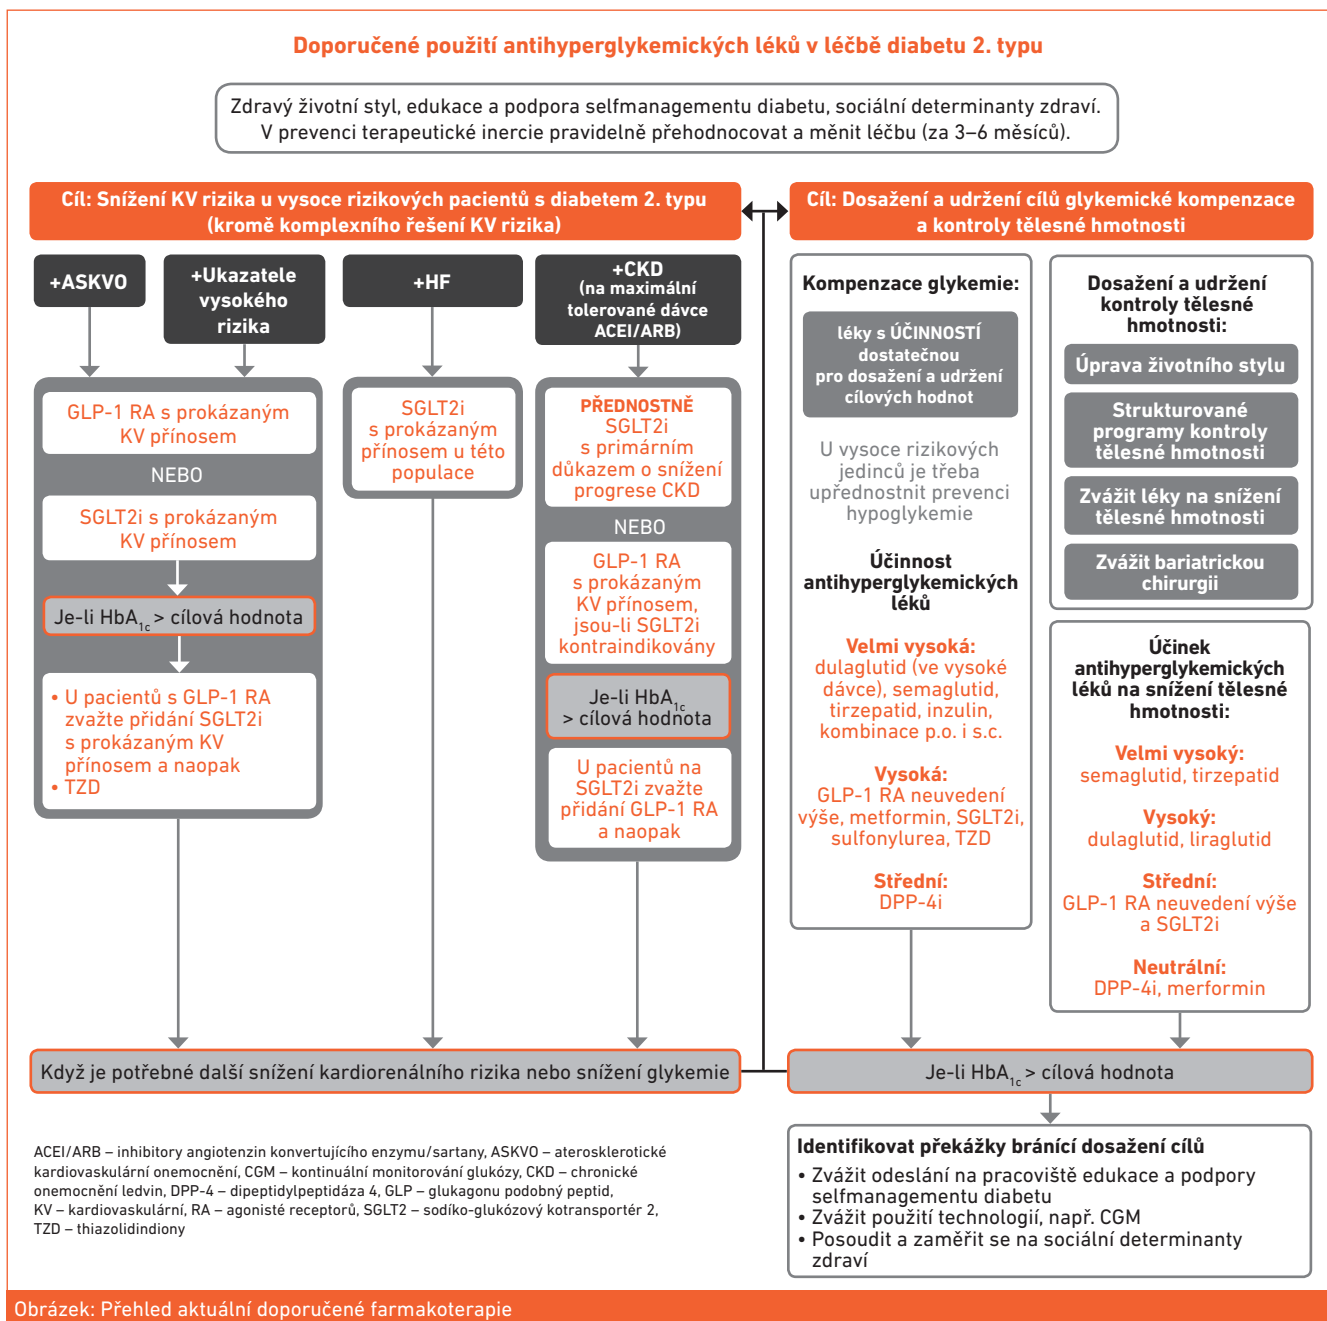 Doporučené použití antihyperglykemických léků v léčbě diabetu 2. typu
Zdravý životní styl, edukace a podpora selfmanagementu diabetu, sociální determinanty zdraví.
V prevenci terapeutické inercie pravidelně přehodnocovat a měnit léčbu (za 3–6 měsíců).
Cíl: Snížení KV rizika u vysoce rizikových pacientů s diabetem 2. typu
(kromě komplexního řešení KV rizika)
+ASKVO
+Ukazatele
vysokého
rizika
+HF
+CKD
(na maximální
tolerované dávce
ACEI/ARB)
GLP-1 RA s prokázaným
KV přínosem
NEBO
SGLT2i s prokázaným
KV přínosem
Je-li HbA1c > cílová hodnota
• U pacientů s GLP-1 RA
zvažte přidání SGLT2i
s prokázaným KV
přínosem a naopak
• TZD
SGLT2i
s prokázaným
přínosem u této
populace
PŘEDNOSTNĚ
SGLT2i
s primárním
důkazem o snížení
progrese CKD
NEBO
GLP-1 RA
s prokázaným
KV přínosem,
jsou-li SGLT2i
kontraindikovány
Je-li HbA1c
> cílová hodnota
U pacientů na
SGLT2i zvažte
přidání GLP-1 RA
a naopak
Když je potřebné další snížení kardiorenálního rizika nebo snížení glykemie
Cíl: Dosažení a udržení cílů glykemické kompenzace
a kontroly tělesné hmotnosti
Kompenzace glykemie:
léky s ÚČINNOSTÍ
dostatečnou
pro dosažení a udržení
cílových hodnot
U vysoce rizikových
jedinců je třeba
upřednostnit prevenci
hypoglykemie
Účinnost
antihyperglykemických
léků
Velmi vysoká:
dulaglutid (ve vysoké
dávce), semaglutid,
tirzepatid, inzulin,
kombinace p.o. i s.c.
Vysoká:
GLP-1 RA neuvedení
výše, metformin, SGLT2i,
sulfonylurea, TZD
Střední:
DPP-4i
Dosažení a udržení
kontroly tělesné
hmotnosti:
Úprava životního stylu
Strukturované
programy kontroly
tělesné hmotnosti
Zvážit léky na snížení
tělesné hmotnosti
Zvážit bariatrickou
chirurgii
Účinek
antihyperglykemických
léků na snížení tělesné
hmotnosti:
Velmi vysoký:
semaglutid, tirzepatid
Vysoký:
dulaglutid, liraglutid
Střední:
GLP-1 RA neuvedení výše
a SGLT2i
Neutrální:
DPP-4i, merformin
Je-li HbA1c > cílová hodnota
Identifikovat překážky bránící dosažení cílů
• Zvážit odeslání na pracoviště edukace a podpory
selfmanagementu diabetu
• Zvážit použití technologií, např. CGM
• Posoudit a zaměřit se na sociální determinanty
zdraví
ACEI/ARB – inhibitory angiotenzin konvertujícího enzymu/sartany, ASKVO – aterosklerotické
kardiovaskulární onemocnění, CGM – kontinuální monitorování glukózy, CKD – chronické
onemocnění ledvin, DPP-4 – dipeptidylpeptidáza 4, GLP – glukagonu podobný peptid,
KV – kardiovaskulární, RA – agonisté receptorů, SGLT2 – sodíko-glukózový kotransportér 2,
TZD – thiazolidindiony
Obrázek: Přehled aktuální doporučené farmakoterapie